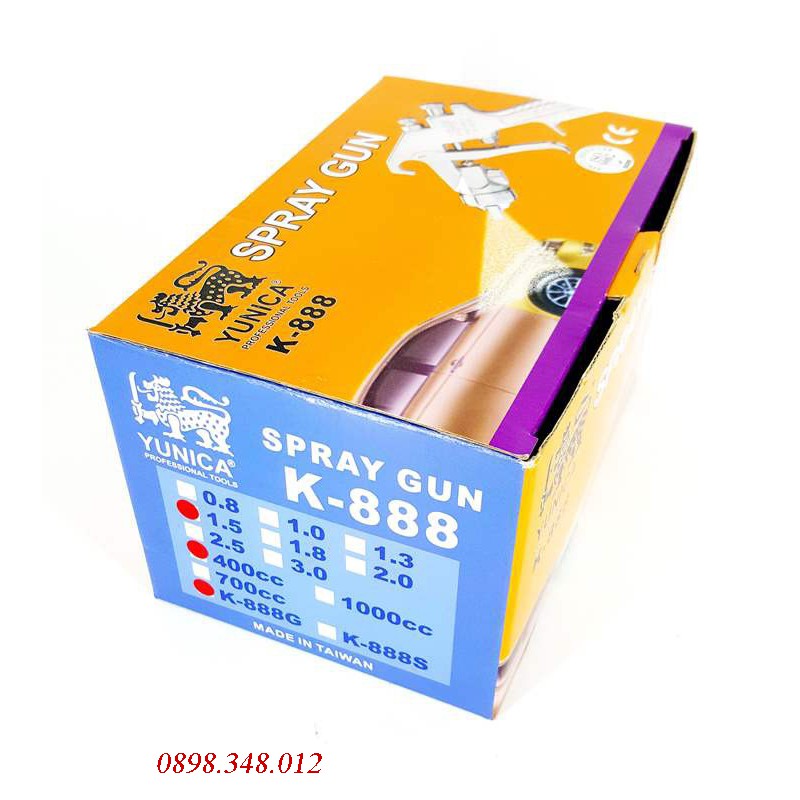 SPRAY GUN
YUNICA®
PROFESSIONAL TOOLS
K-888
CE
YUNICA®
PROFESSIONAL TOOLS
SPRAY GUN
K-888
0.8 1.0 1.3
1.5 1.8 2.0
2.5 3.0
400cc 1000cc
700cc
K-888G K-888S
MADE IN TAIWAN
0898.348.012